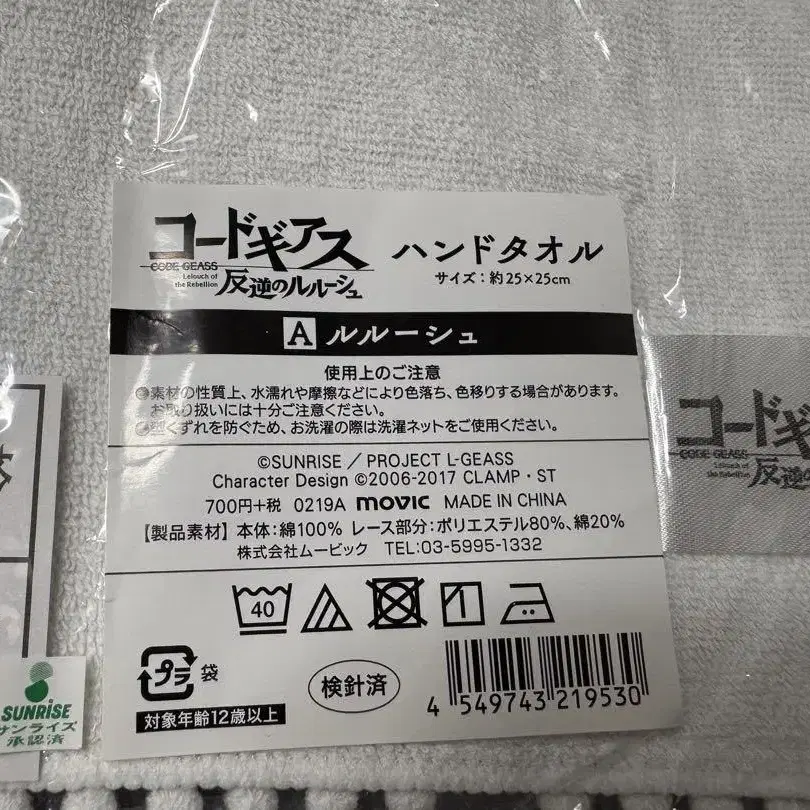 コードギアス
CODE GEASS
Lelouch of
the Rebellion
反逆のルルーシュ
ハンドタオル
サイズ：約25×25cm
A ルルーシュ
使用上のご注意
●素材の性質上、水濡れや摩擦などにより色落ち、色移りする場合があります。
お取り扱いには十分ご注意ください。
●型くずれを防ぐため、お洗濯の際は洗濯ネットをご使用ください。
©SUNRISE／PROJECT L-GEASS
Character Design ©2006-2017 CLAMP・ST
700円+税 0219A movic MADE IN CHINA
【製品素材】本体：綿100% レース部分：ポリエステル80%、綿20%
株式会社ムービック TEL：03-5995-1332
40
プラ 袋
検針済
対象年齢12歳以上
4 549743 219530
コードギ
CODE GEASS
Lelouch of
the Rebellion
反逆のル
SUNRISE
サンライズ
承認済